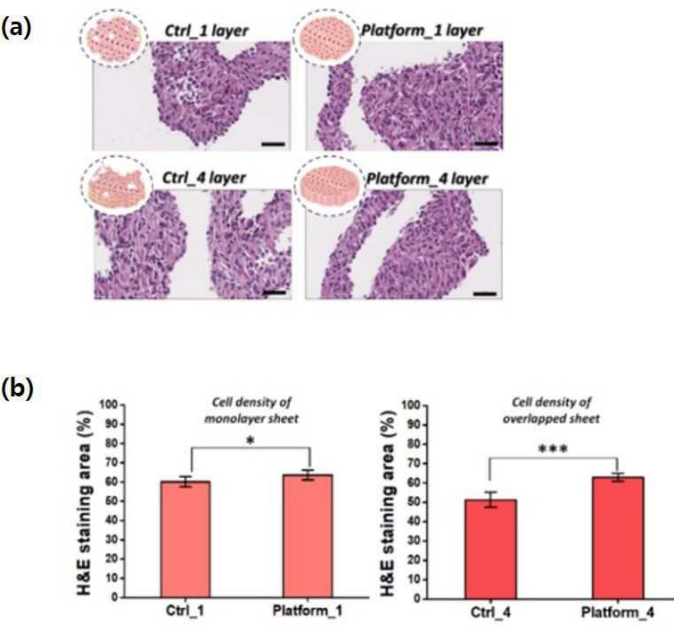 (a)
Ctrl_1 layer
Platform_1 layer
Ctrl_4 layer
Platform_4 layer
(b)
Cell density of
monolayer sheet
H&E staining area (%)
100
90
80
70
60
50
40
30
20
10
0
*
Ctrl_1
Platform_1
Cell density of
overlapped sheet
H&E staining area (%)
100
90
80
70
60
50
40
30
20
10
0
***
Ctrl_4
Platform_4